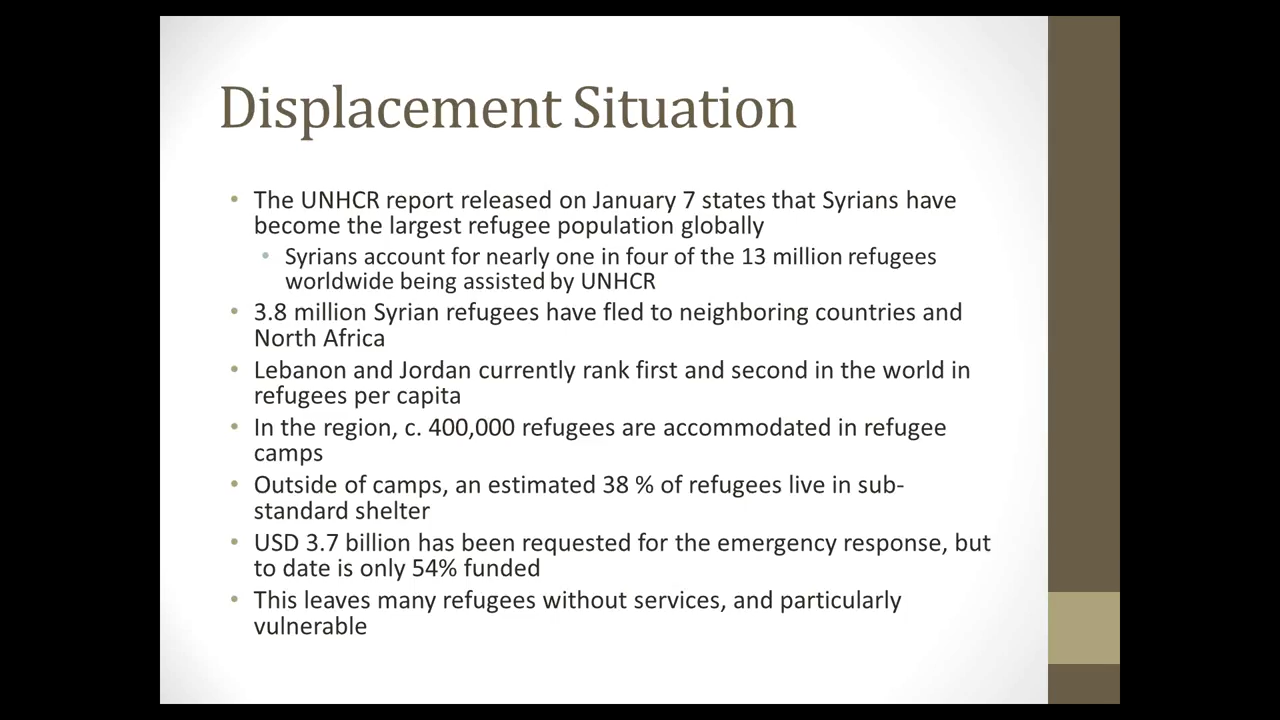 Displacement Situation
• The UNHCR report released on January 7 states that Syrians have
become the largest refugee population globally
• Syrians account for nearly one in four of the 13 million refugees
worldwide being assisted by UNHCR
• 3.8 million Syrian refugees have fled to neighboring countries and
North Africa
• Lebanon and Jordan currently rank first and second in the world in
refugees per capita
• In the region, c. 400,000 refugees are accommodated in refugee
camps
• Outside of camps, an estimated 38 % of refugees live in sub-
standard shelter
• USD 3.7 billion has been requested for the emergency response, but
to date is only 54% funded
• This leaves many refugees without services, and particularly
vulnerable